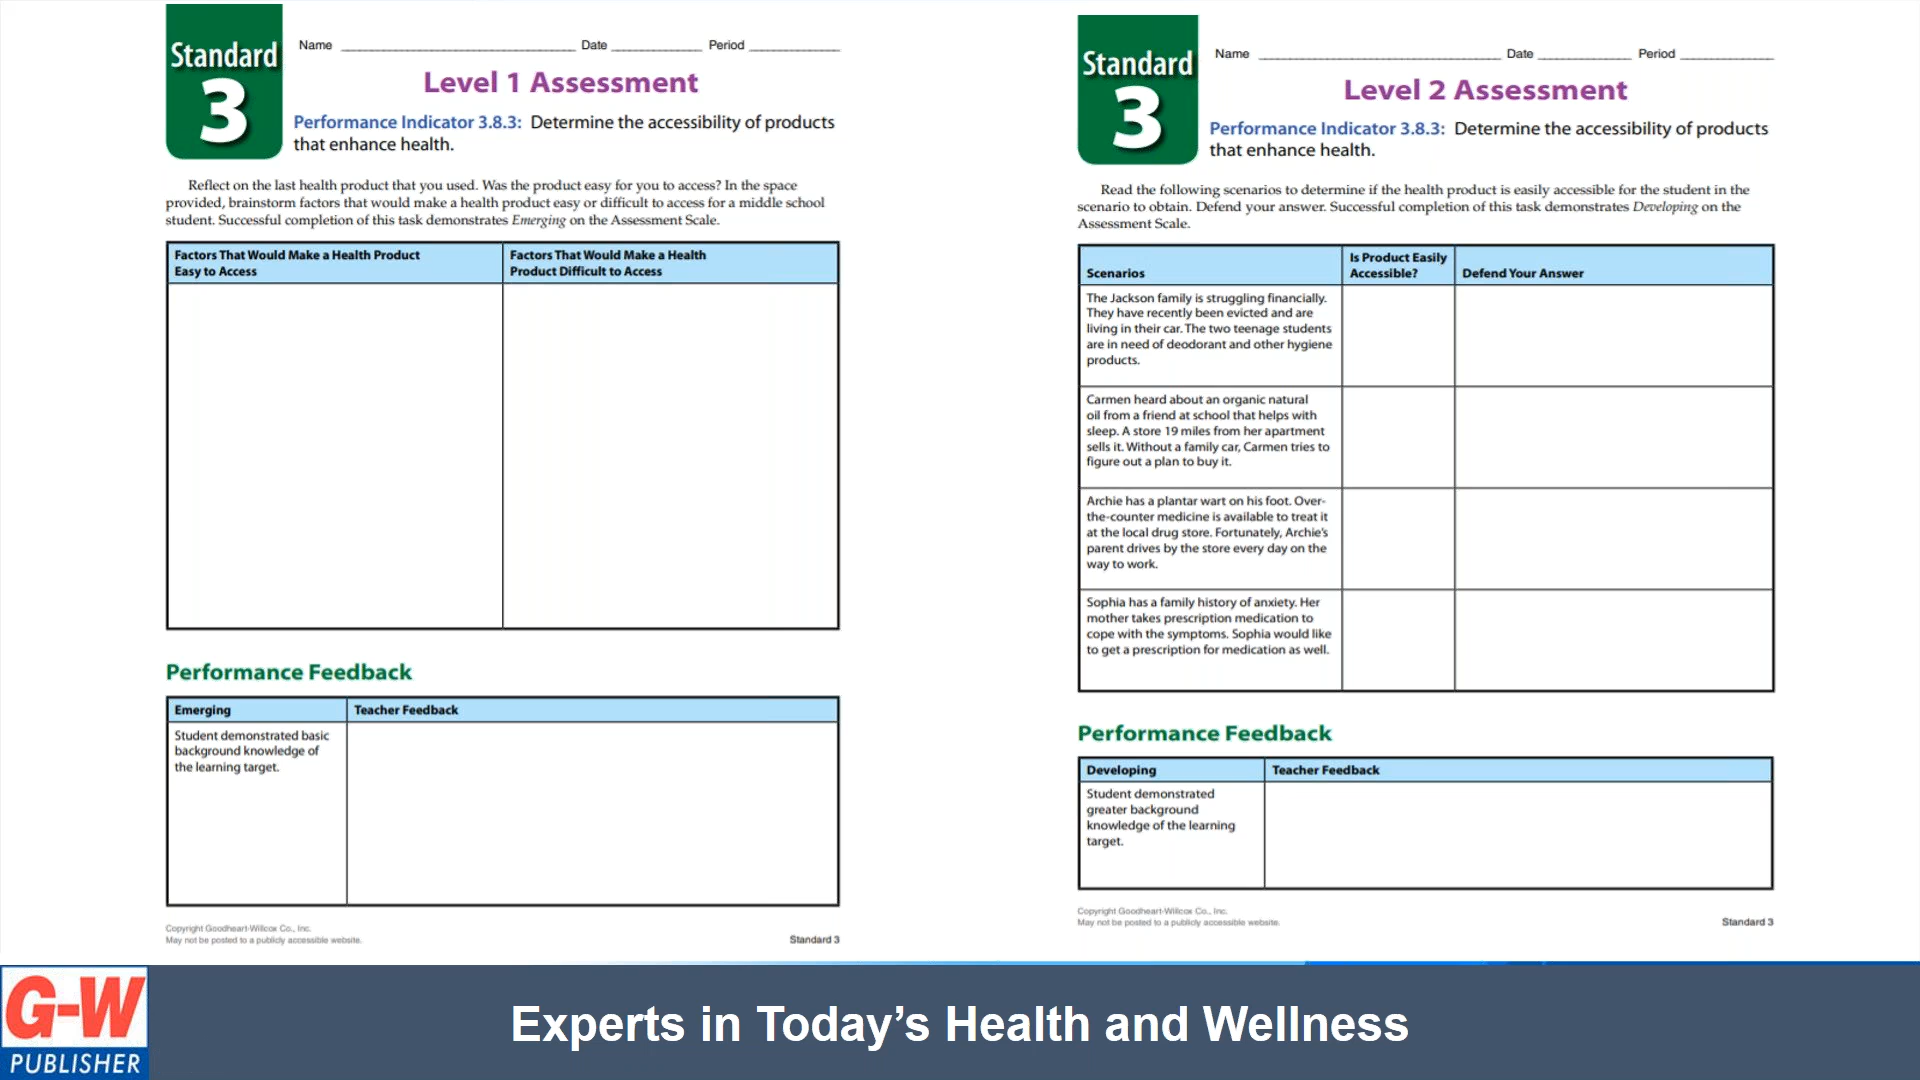 Standard
3
Name Date Period
Level 1 Assessment
Performance Indicator 3.8.3: Determine the accessibility of products
that enhance health.
Reflect on the last health product that you used. Was the product easy for you to access? In the space
provided, brainstorm factors that would make a health product easy or difficult to access for a middle school
student. Successful completion of this task demonstrates Emerging on the Assessment Scale.
Factors That Would Make a Health Product
Easy to Access
Factors That Would Make a Health
Product Difficult to Access
Performance Feedback
Emerging
Teacher Feedback
Student demonstrated basic
background knowledge of
the learning target.
Copyright Goodheart-Willcox Co., Inc.
May not be posted to a publicly accessible website.
Standard 3
Standard
3
Name Date Period
Level 2 Assessment
Performance Indicator 3.8.3: Determine the accessibility of products
that enhance health.
Read the following scenarios to determine if the health product is easily accessible for the student in the
scenario to obtain. Defend your answer. Successful completion of this task demonstrates Developing on the
Assessment Scale.
Scenarios
Is Product Easily
Accessible?
Defend Your Answer
The Jackson family is struggling financially.
They have recently been evicted and are
living in their car. The two teenage students
are in need of deodorant and other hygiene
products.
Carmen heard about an organic natural
oil from a friend at school that helps with
sleep. A store 19 miles from her apartment
sells it. Without a family car, Carmen tries to
figure out a plan to buy it.
Archie has a plantar wart on his foot. Over-
the-counter medicine is available to treat it
at the local drug store. Fortunately, Archie's
parent drives by the store every day on the
way to work.
Sophia has a family history of anxiety. Her
mother takes prescription medication to
cope with the symptoms. Sophia would like
to get a prescription for medication as well.
Performance Feedback
Developing
Teacher Feedback
Student demonstrated
greater background
knowledge of the learning
target.
Copyright Goodheart-Willcox Co., Inc.
May not be posted to a publicly accessible website.
Standard 3
G-W
PUBLISHER
Experts in Today's Health and Wellness